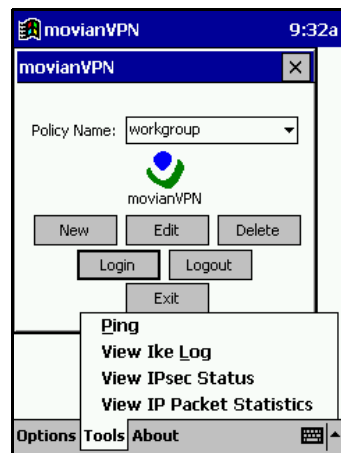 movianVPN 9:32a
movianVPN
Policy Name: workgroup
movianVPN
New Edit Delete
Login Logout
Exit
Ping
View Ike Log
View IPsec Status
View IP Packet Statistics
Options Tools About